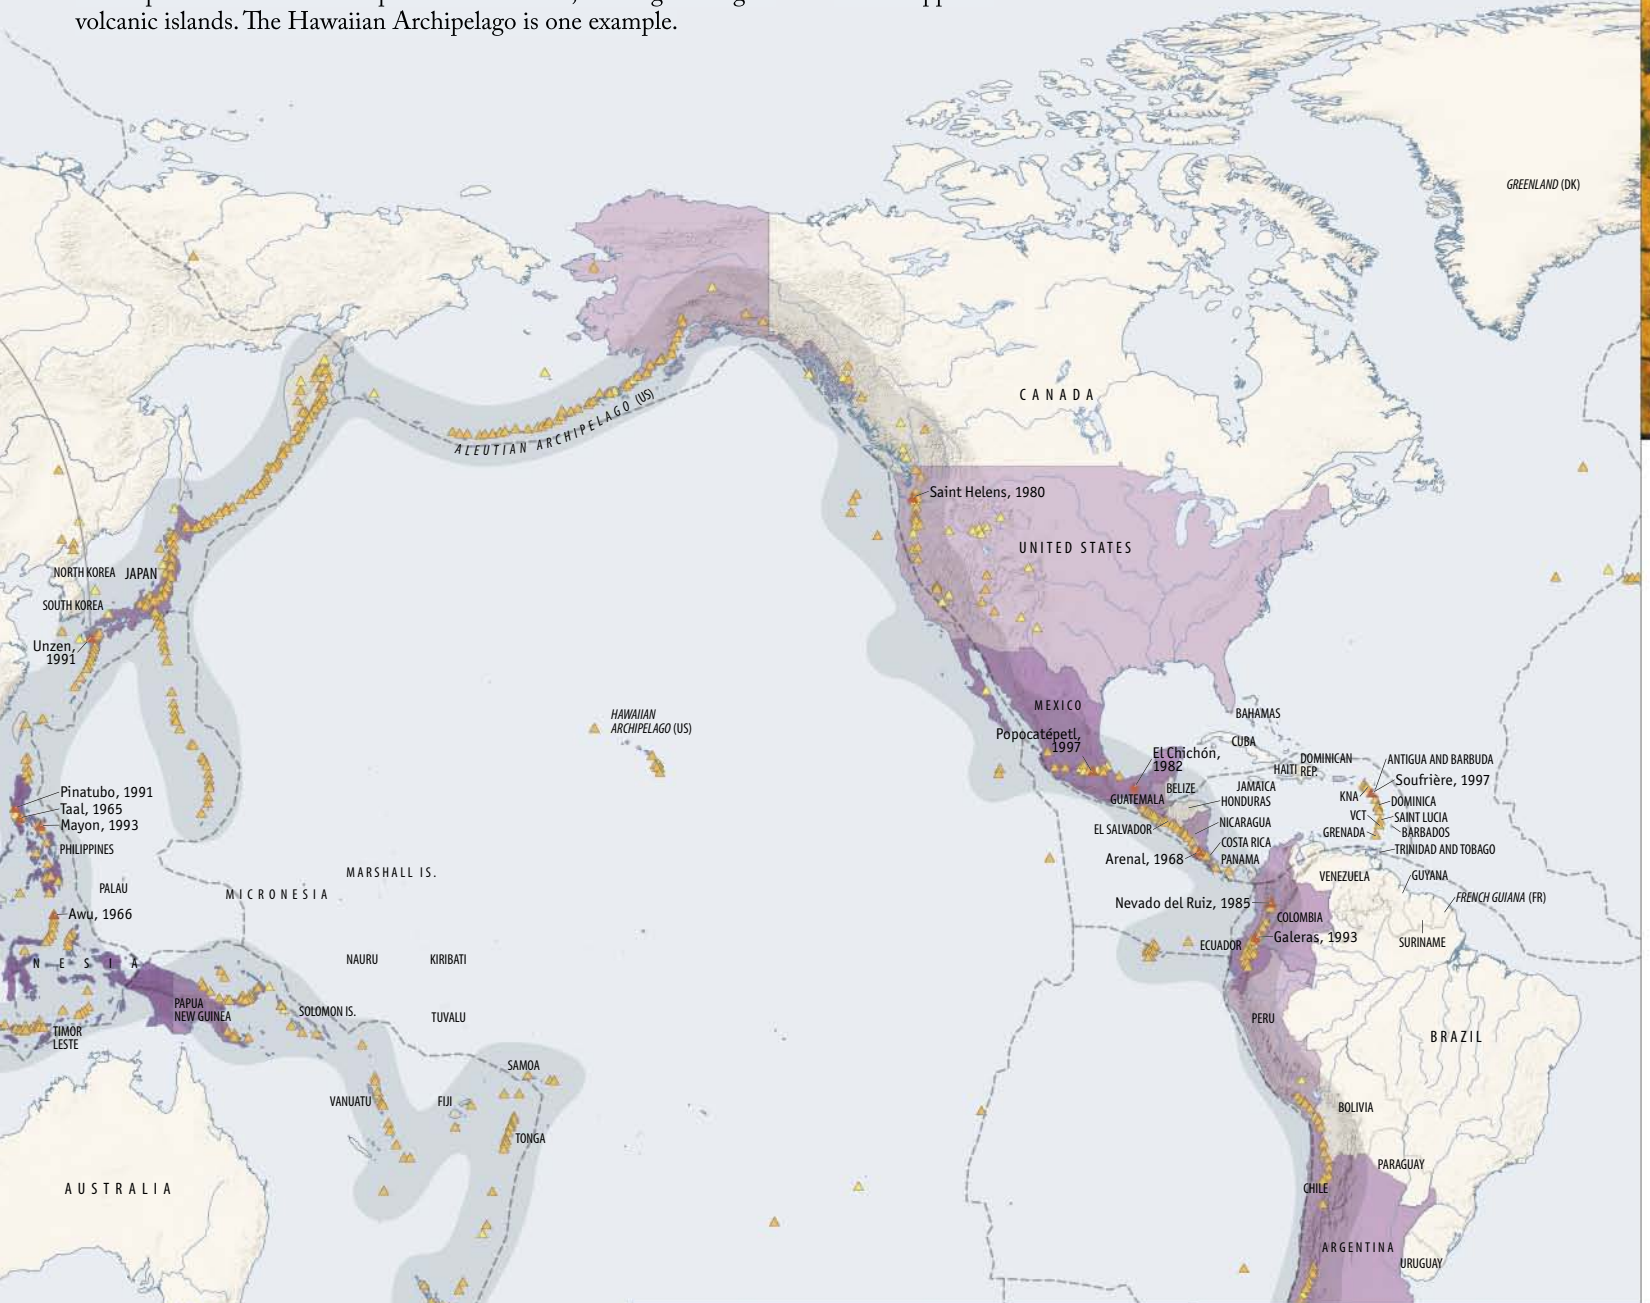 volcanic islands. The Hawaiian Archipelago is one example.
GREENLAND (DK)
CANADA
ALEUTIAN ARCHIPELAGO (US)
Saint Helens, 1980
UNITED STATES
NORTH KOREA
JAPAN
SOUTH KOREA
Unzen,
1991
HAWAIIAN
ARCHIPELAGO (US)
MEXICO
Popocatépetl,
1997
El Chichón,
1982
BAHAMAS
CUBA
DOMINICAN
REP.
HAITI
JAMAICA
ANTIGUA AND BARBUDA
Soufrière, 1997
KNA
DOMINICA
VCT
SAINT LUCIA
GRENADA
BARBADOS
TRINIDAD AND TOBAGO
BELIZE
GUATEMALA
HONDURAS
EL SALVADOR
NICARAGUA
COSTA RICA
Arenal, 1968
PANAMA
Pinatubo, 1991
Taal, 1965
Mayon, 1993
PHILIPPINES
PALAU
Awu, 1966
MARSHALL IS.
MICRONESIA
NESIA
NAURU
KIRIBATI
PAPUA
NEW GUINEA
SOLOMON IS.
TUVALU
TIMOR
LESTE
SAMOA
VANUATU
FIJI
TONGA
AUSTRALIA
VENEZUELA
GUYANA
FRENCH GUIANA (FR)
SURINAME
Nevado del Ruiz, 1985
COLOMBIA
Galeras, 1993
ECUADOR
PERU
BRAZIL
BOLIVIA
PARAGUAY
CHILE
ARGENTINA
URUGUAY